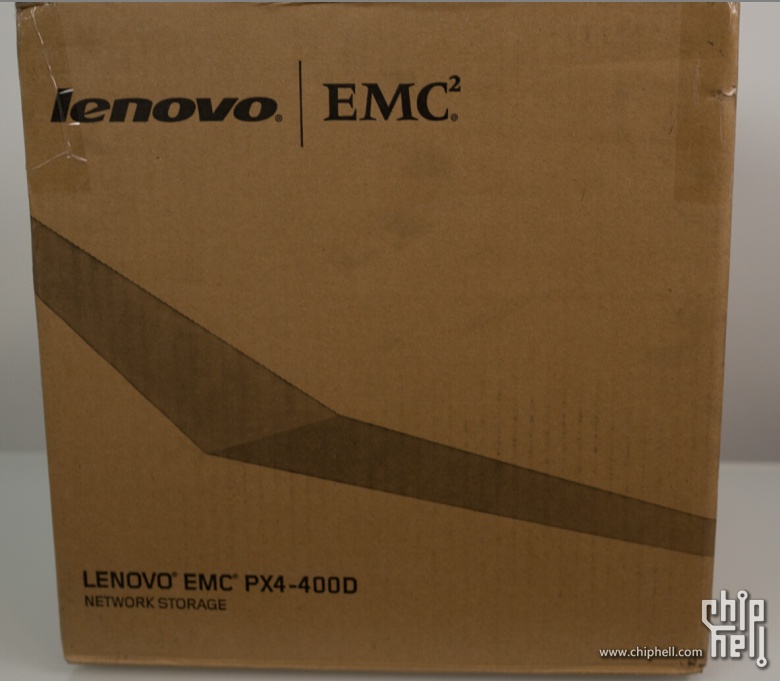 lenovo® | EMC²®
LENOVO® EMC® PX4-400D
NETWORK STORAGE
chip
hell
www.chiphell.com